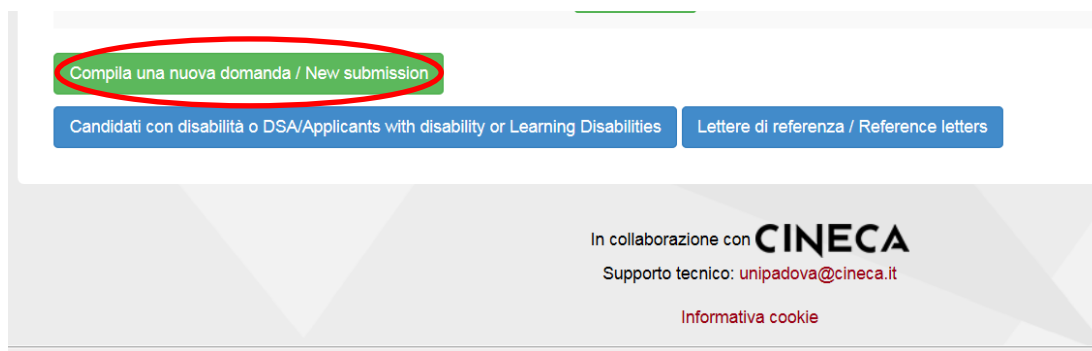 Compila una nuova domanda / New submission
Candidati con disabilità o DSA/Applicants with disability or Learning Disabilities
Lettere di referenza / Reference letters
In collaborazione con CINECA
Supporto tecnico: unipadova@cineca.it
Informativa cookie